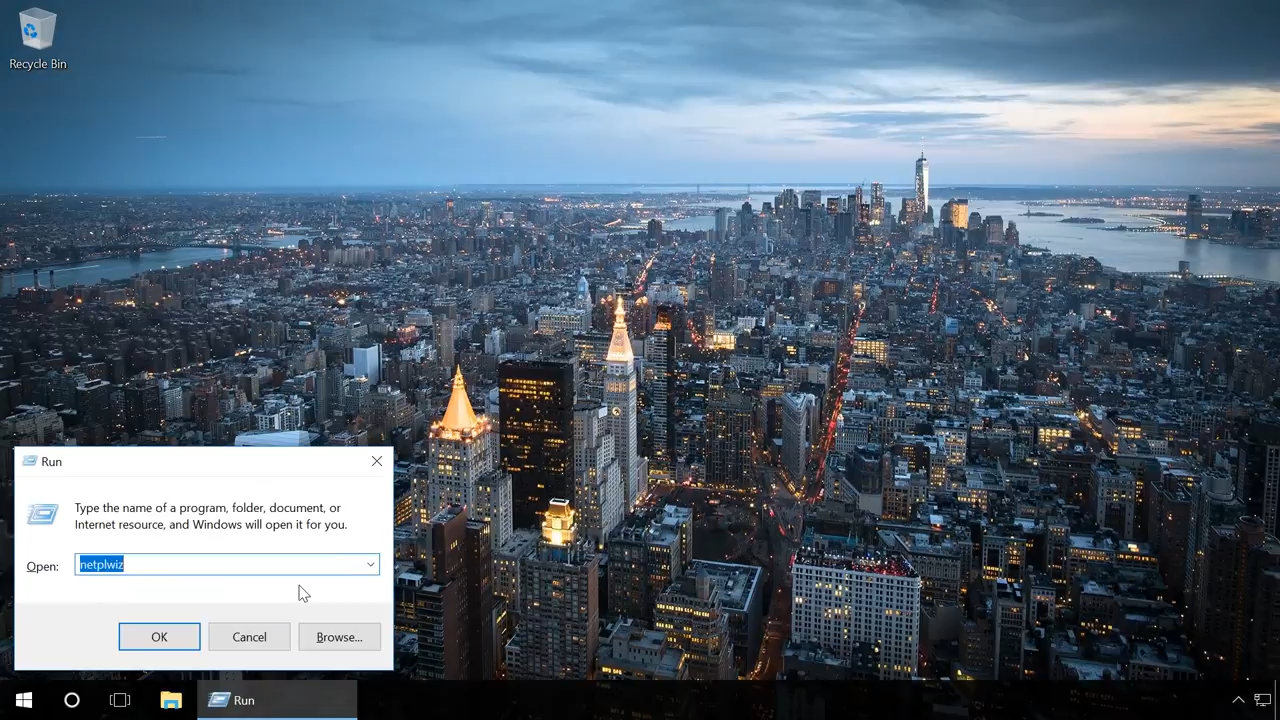 Recycle Bin
Run
Type the name of a program, folder, document, or
Internet resource, and Windows will open it for you.
Open:
netplwiz
OK
Cancel
Browse...
Run